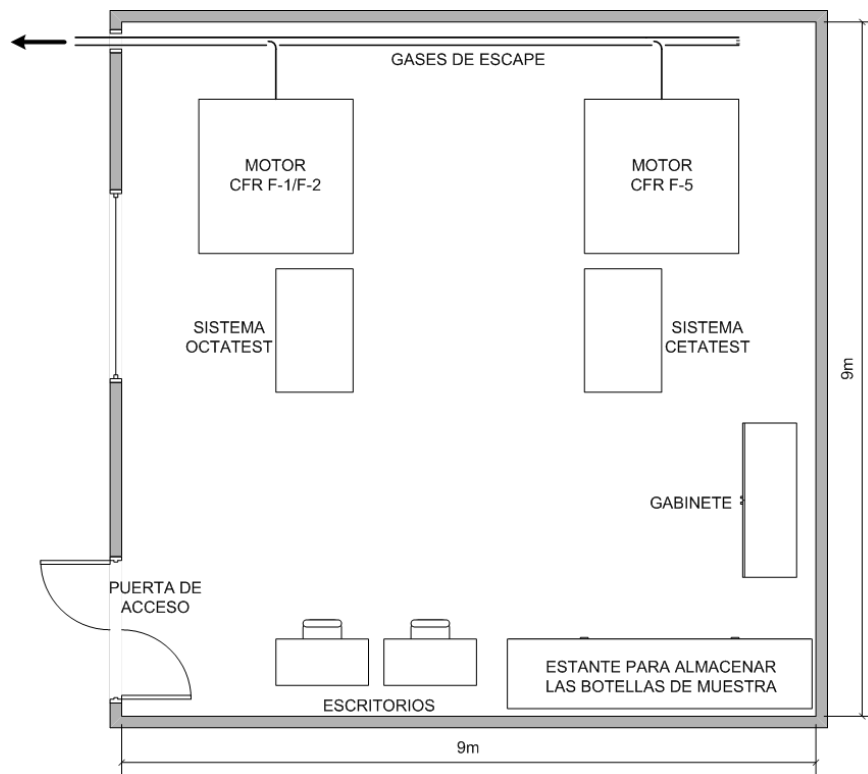 GASES DE ESCAPE
MOTOR
CFR F-1/F-2
MOTOR
CFR F-5
SISTEMA
OCTATEST
SISTEMA
CETATEST
9m
GABINETE
PUERTA DE
ACCESO
ESTANTE PARA ALMACENAR
LAS BOTELLAS DE MUESTRA
ESCRITORIOS
9m